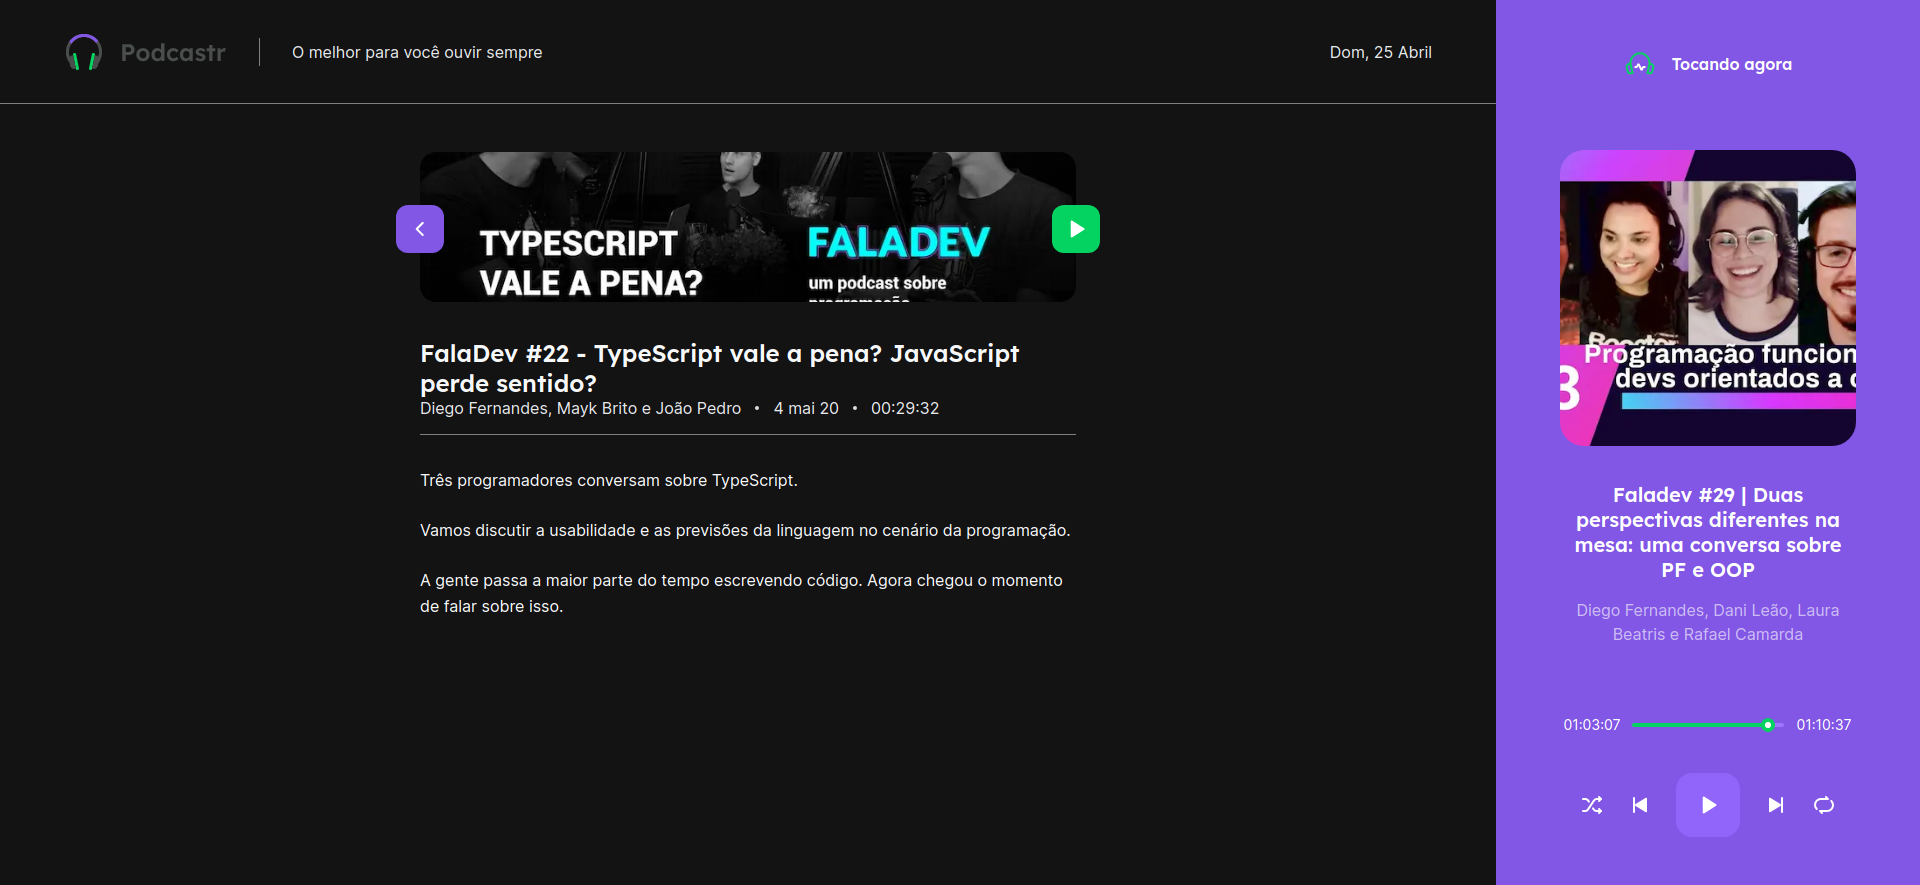 Podcastr
O melhor para você ouvir sempre
Dom, 25 Abril
TYPESCRIPT
VALE A PENA?
FALADEV
um podcast sobre
programação
FalaDev #22 - TypeScript vale a pena? JavaScript
perde sentido?
Diego Fernandes, Mayk Brito e João Pedro • 4 mai 20 • 00:29:32
Três programadores conversam sobre TypeScript.
Vamos discutir a usabilidade e as previsões da linguagem no cenário da programação.
A gente passa a maior parte do tempo escrevendo código. Agora chegou o momento
de falar sobre isso.
Tocando agora
Programação funcion
devs orientados a
3
Faladev #29 | Duas
perspectivas diferentes na
mesa: uma conversa sobre
PF e OOP
Diego Fernandes, Dani Leão, Laura
Beatris e Rafael Camarda
01:03:07
01:10:37